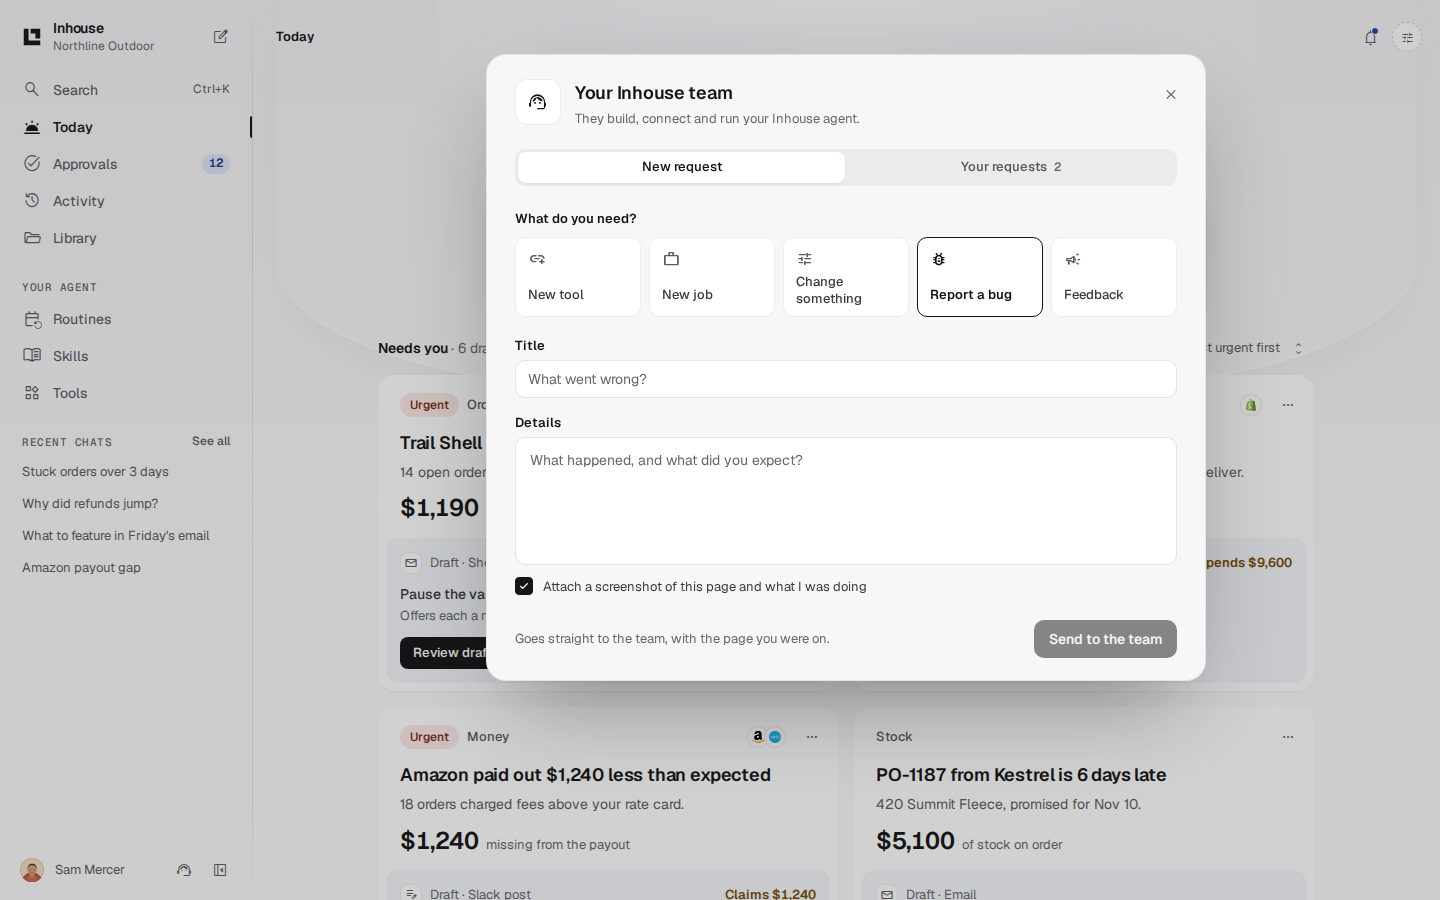 Inhouse
Northline Outdoor
Search
Ctrl+K
Today
Approvals
12
Activity
Library
YOUR AGENT
Routines
Skills
Tools
RECENT CHATS
See all
Stuck orders over 3 days
Why did refunds jump?
What to feature in Friday's email
Amazon payout gap
Sam Mercer
Today
Your Inhouse team
They build, connect and run your Inhouse agent.
New request
Your requests 2
What do you need?
New tool
New job
Change
something
Report a bug
Feedback
Title
What went wrong?
Details
What happened, and what did you expect?
Attach a screenshot of this page and what I was doing
Goes straight to the team, with the page you were on.
Send to the team
Needs you · 6
urgent first
Urgent
Trail Shell
14 open
$1,190
Draft
Pause the
Offers each a
Review
$9,600
Urgent
Money
Amazon paid out $1,240 less than expected
18 orders charged fees above your rate card.
$1,240 missing from the payout
Draft · Slack post
Claims $1,240
Stock
PO-1187 from Kestrel is 6 days late
420 Summit Fleece, promised for Nov 10.
$5,100 of stock on order
Draft · Email